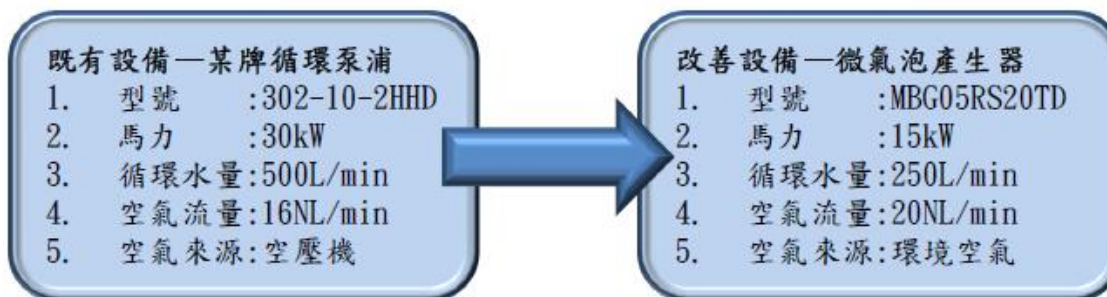 既有設備—某牌循環泵浦
1. 型號 :302-10-2HHD
2. 馬力 :30kW
3. 循環水量:500L/min
4. 空氣流量:16NL/min
5. 空氣來源:空壓機
改善設備—微氣泡產生器
1. 型號 :MBG05RS20TD
2. 馬力 :15kW
3. 循環水量:250L/min
4. 空氣流量:20NL/min
5. 空氣來源:環境空氣